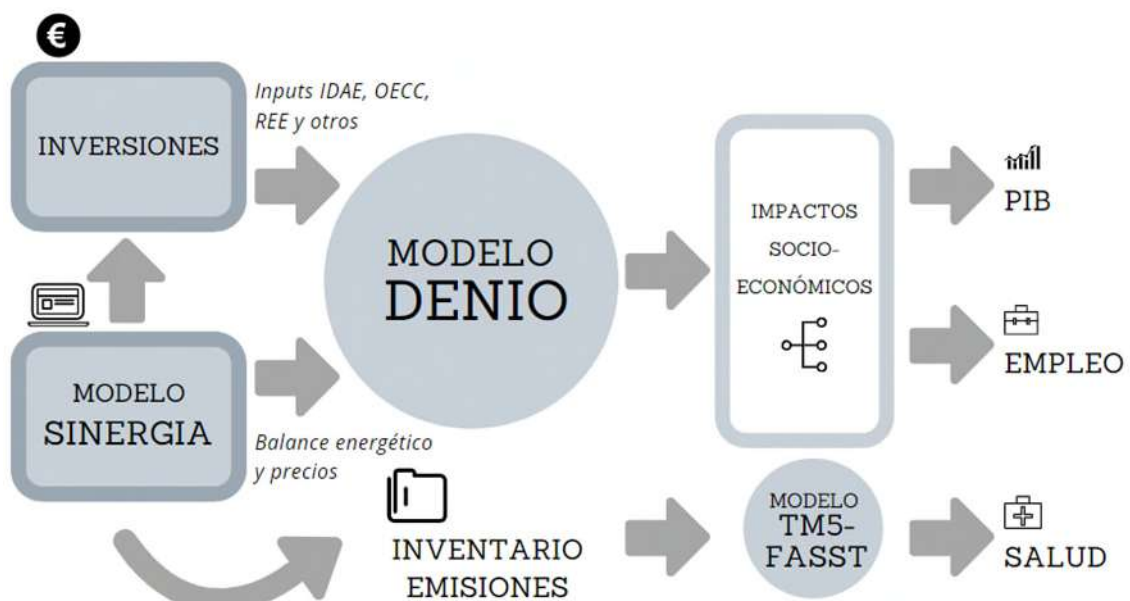 €
INVERSIONES
Inputs IDAE, OECC,
REE y otros
MODELO
SINERGIA
Balance energético
y precios
MODELO
DENIO
IMPACTOS
SOCIO-
ECONÓMICOS
PIB
EMPLEO
INVENTARIO
EMISIONES
MODELO
TM5-
FASST
SALUD